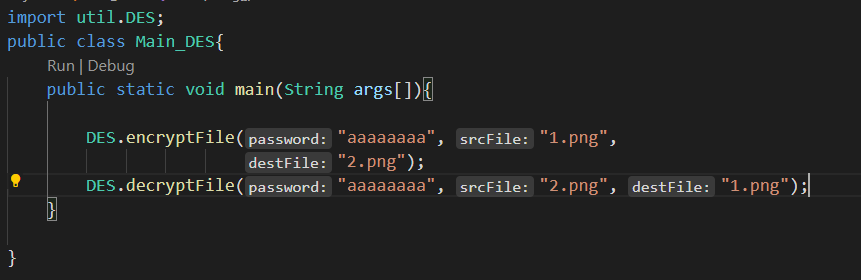 import util.DES;
public class Main_DES{
Run | Debug
public static void main(String args[]){
DES.encryptFile(password: "aaaaaaaa", srcFile: "1.png",
destFile: "2.png");
DES.decryptFile(password: "aaaaaaaa", srcFile: "2.png", destFile: "1.png");
}
}